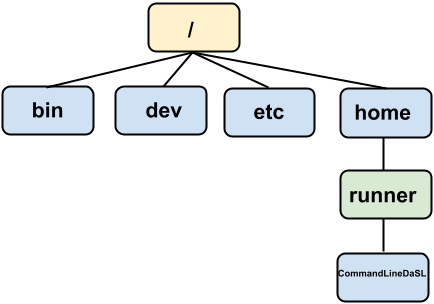 /
bin
dev
etc
home
runner
CommandLineDaSL